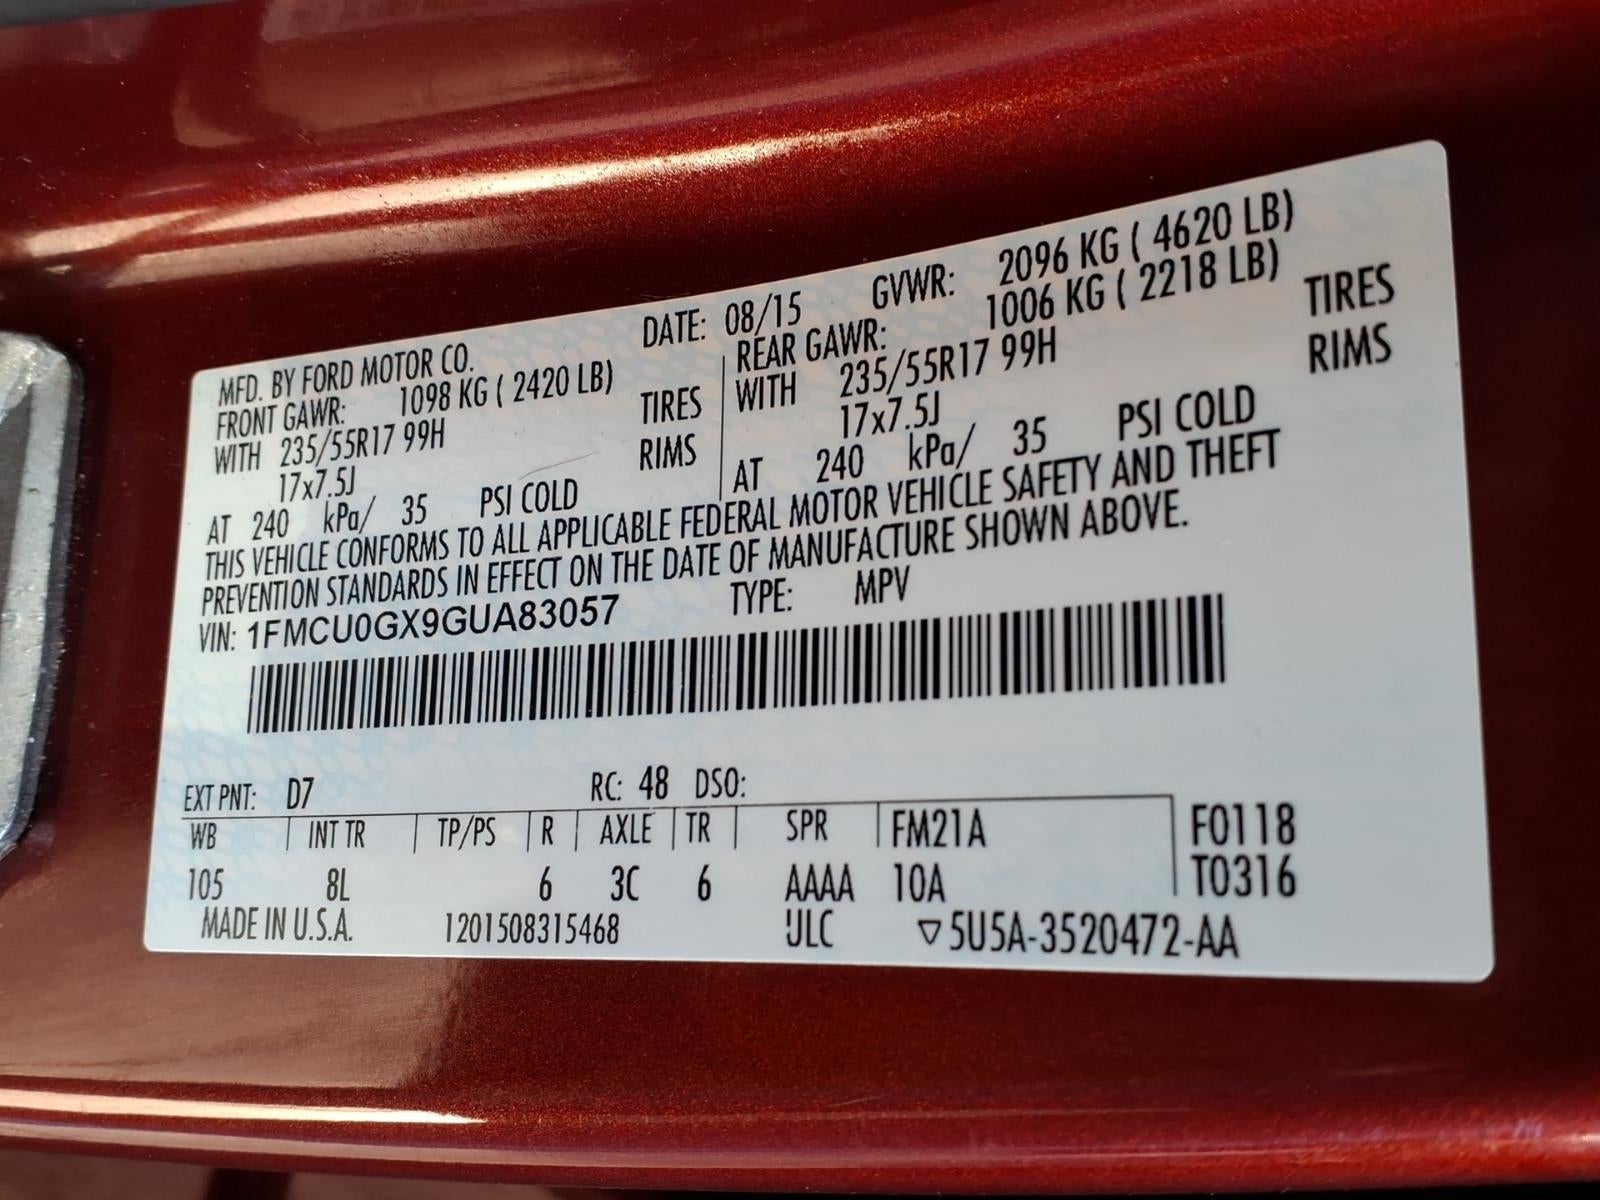 MFD. BY FORD MOTOR CO. DATE: 08/15 GVWR: 2096 KG ( 4620 LB)
FRONT GAWR: 1098 KG ( 2420 LB) REAR GAWR: 1006 KG ( 2218 LB)
WITH 235/55R17 99H TIRES WITH 235/55R17 99H TIRES
17x7.5J RIMS 17x7.5J RIMS
AT 240 kPa/ 35 PSI COLD AT 240 kPa/ 35 PSI COLD
THIS VEHICLE CONFORMS TO ALL APPLICABLE FEDERAL MOTOR VEHICLE SAFETY AND THEFT
PREVENTION STANDARDS IN EFFECT ON THE DATE OF MANUFACTURE SHOWN ABOVE.
VIN: 1FMCU0GX9GUA83057 TYPE: MPV
EXT PNT: D7 RC: 48 DSO:
WB INT TR TP/PS R AXLE TR SPR FM21A F0118
105 8L 6 3C 6 AAAA 10A T0316
MADE IN U.S.A. 1201508315468 ULC ▽5U5A-3520472-AA